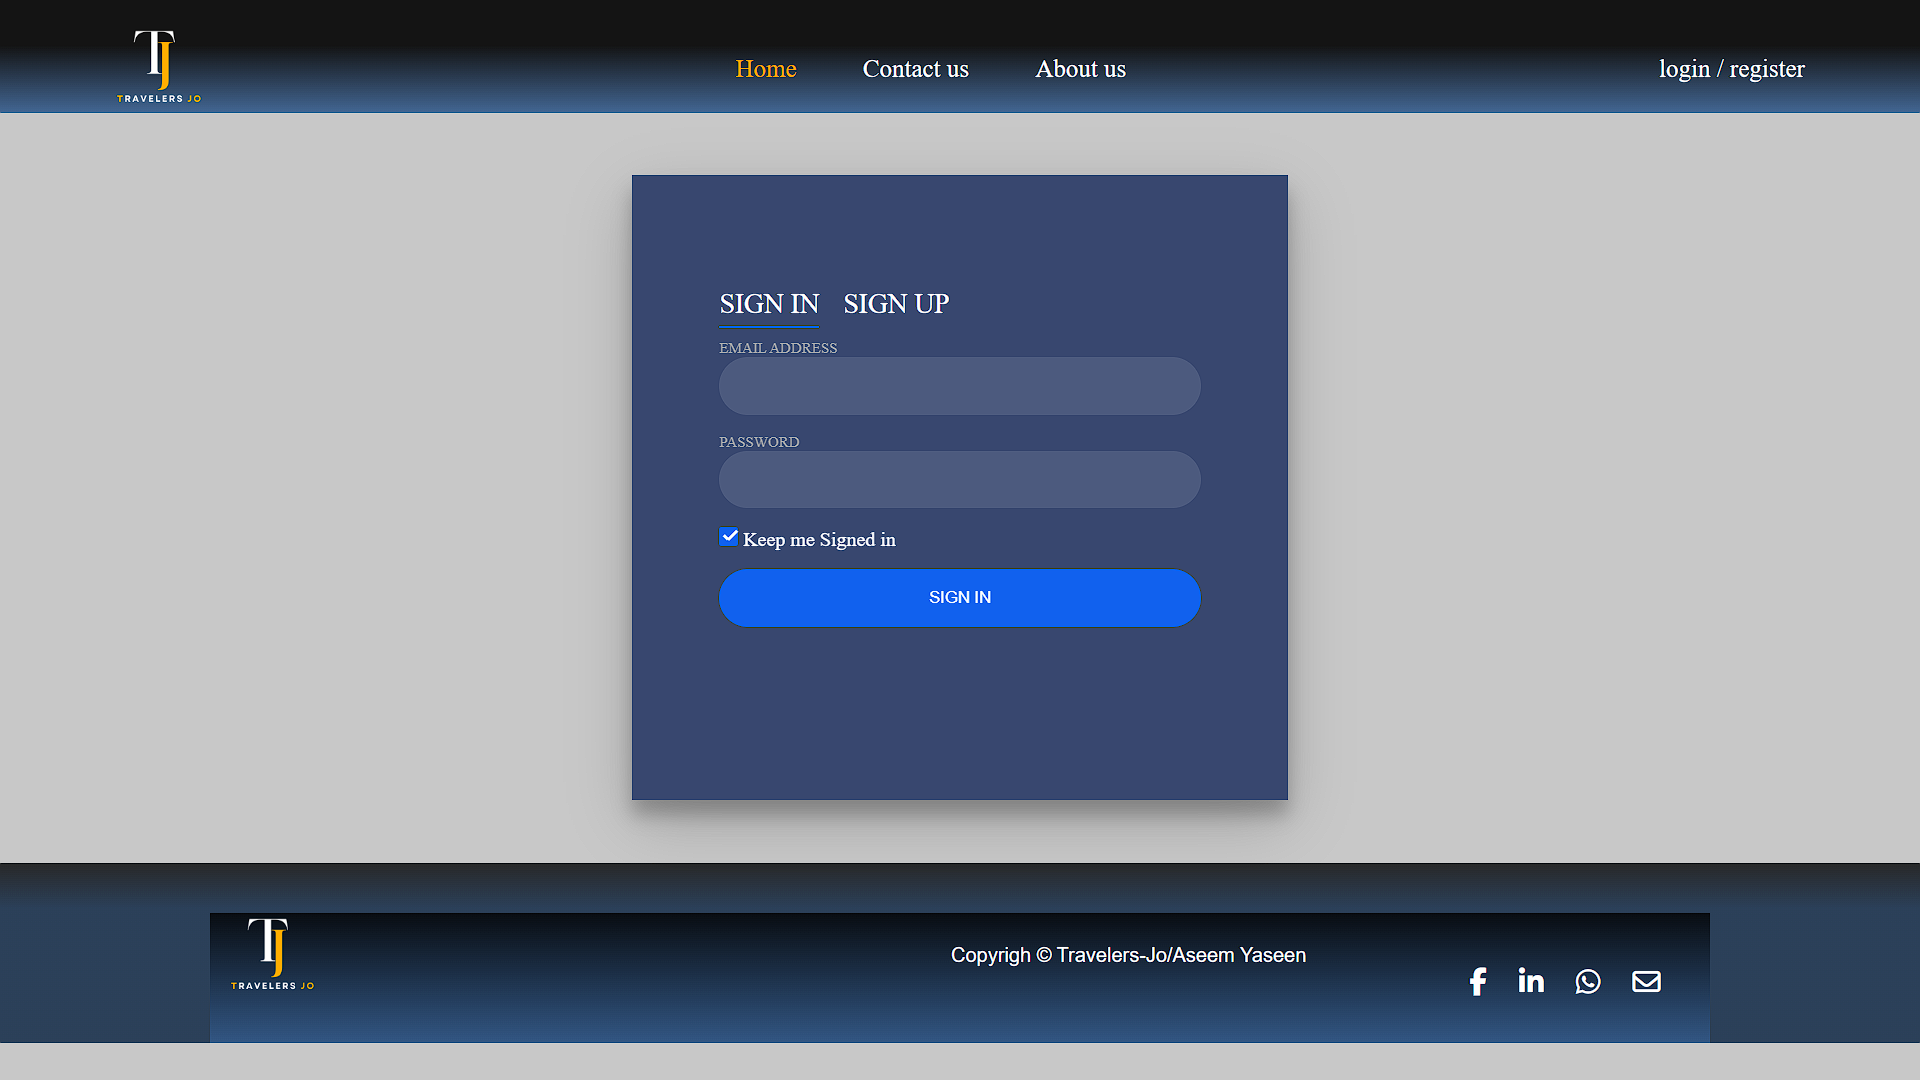 TJ
TRAVELERS JO
Home
Contact us
About us
login / register
SIGN IN
SIGN UP
EMAIL ADDRESS
PASSWORD
Keep me Signed in
SIGN IN
TJ
TRAVELERS JO
Copyrigh © Travelers-Jo/Aseem Yaseen